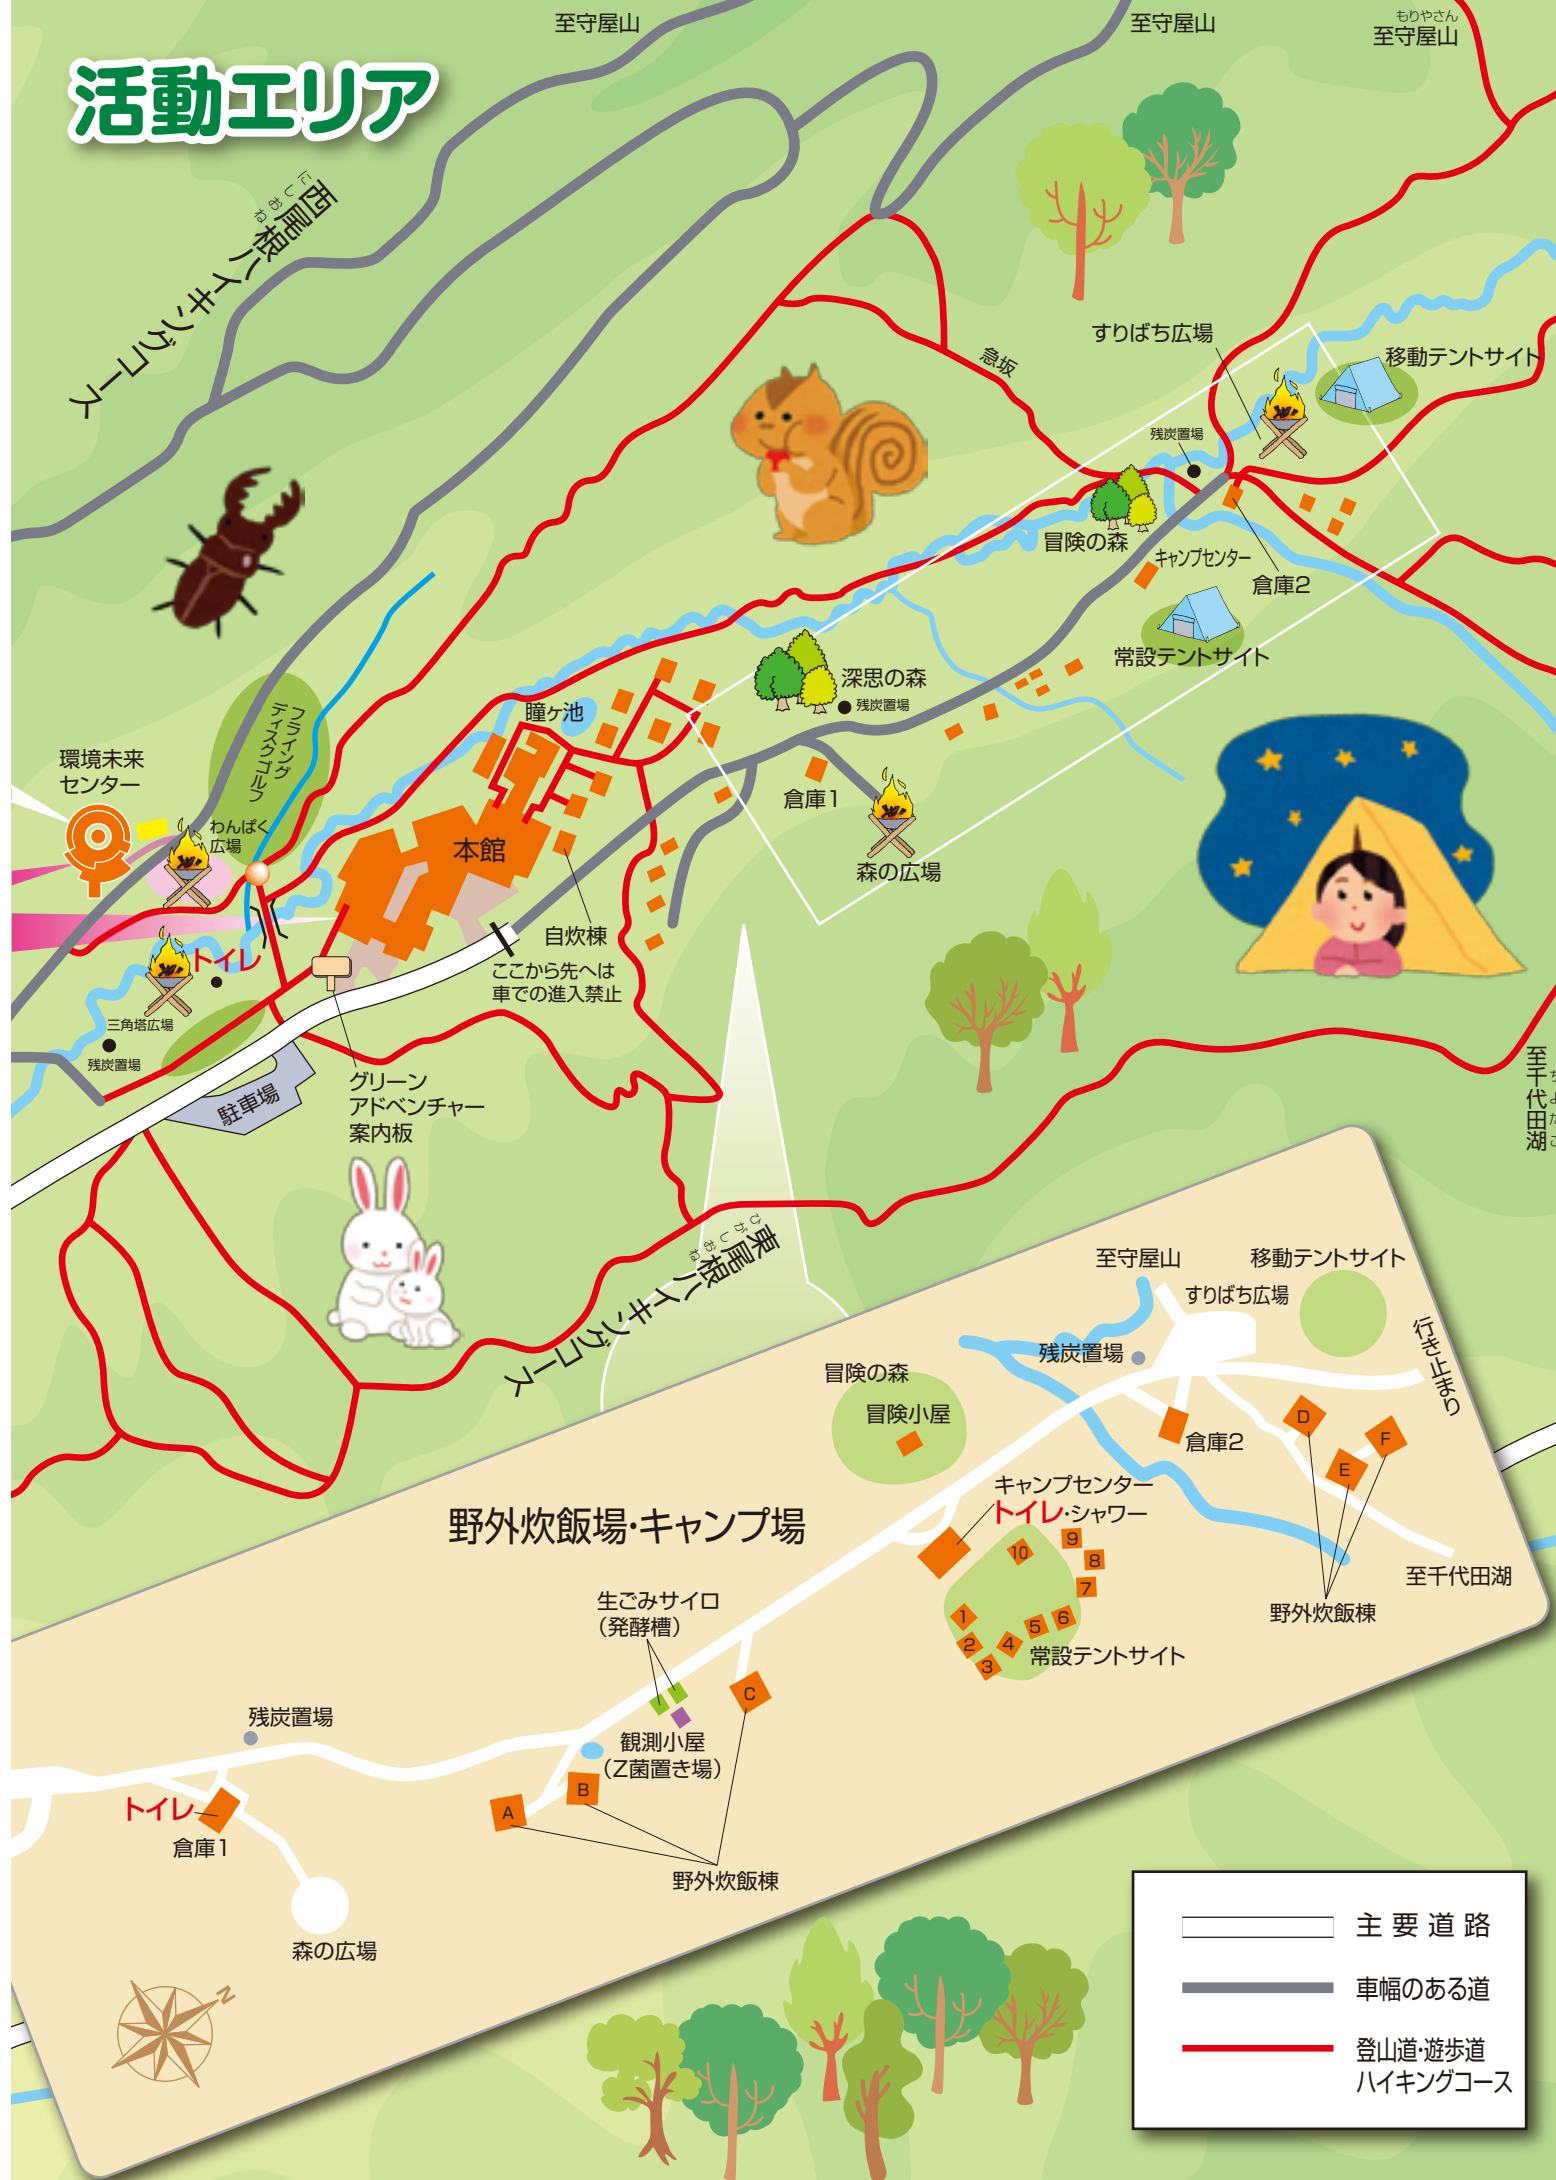 活動エリア
至守屋山
至守屋山
もりやさん
至守屋山
にしおね
西尾根ハイキングコース
急坂
すりばち広場
移動テントサイト
残炭置場
冒険の森
キャンプセンター
倉庫2
常設テントサイト
深思の森
残炭置場
瞳ヶ池
フライング
ディスクゴルフ
環境未来
センター
わんぱく
広場
本館
倉庫1
森の広場
自炊棟
ここから先へは
車での進入禁止
トイレ
三角塔広場
残炭置場
駐車場
グリーン
アドベンチャー
案内板
至千代田湖
ちよだこ
ひがしおね
東尾根ハイキングコース
至守屋山
移動テントサイト
すりばち広場
残炭置場
行き止まり
冒険の森
冒険小屋
倉庫2
D
E
F
キャンプセンター
トイレ・シャワー
野外炊飯場・キャンプ場
10
9
8
7
6
5
4
3
2
1
常設テントサイト
至千代田湖
野外炊飯棟
生ごみサイロ
（発酵槽）
C
残炭置場
観測小屋
（Z菌置き場）
B
A
トイレ
倉庫1
野外炊飯棟
森の広場
N
主要道路
車幅のある道
登山道・遊歩道
ハイキングコース